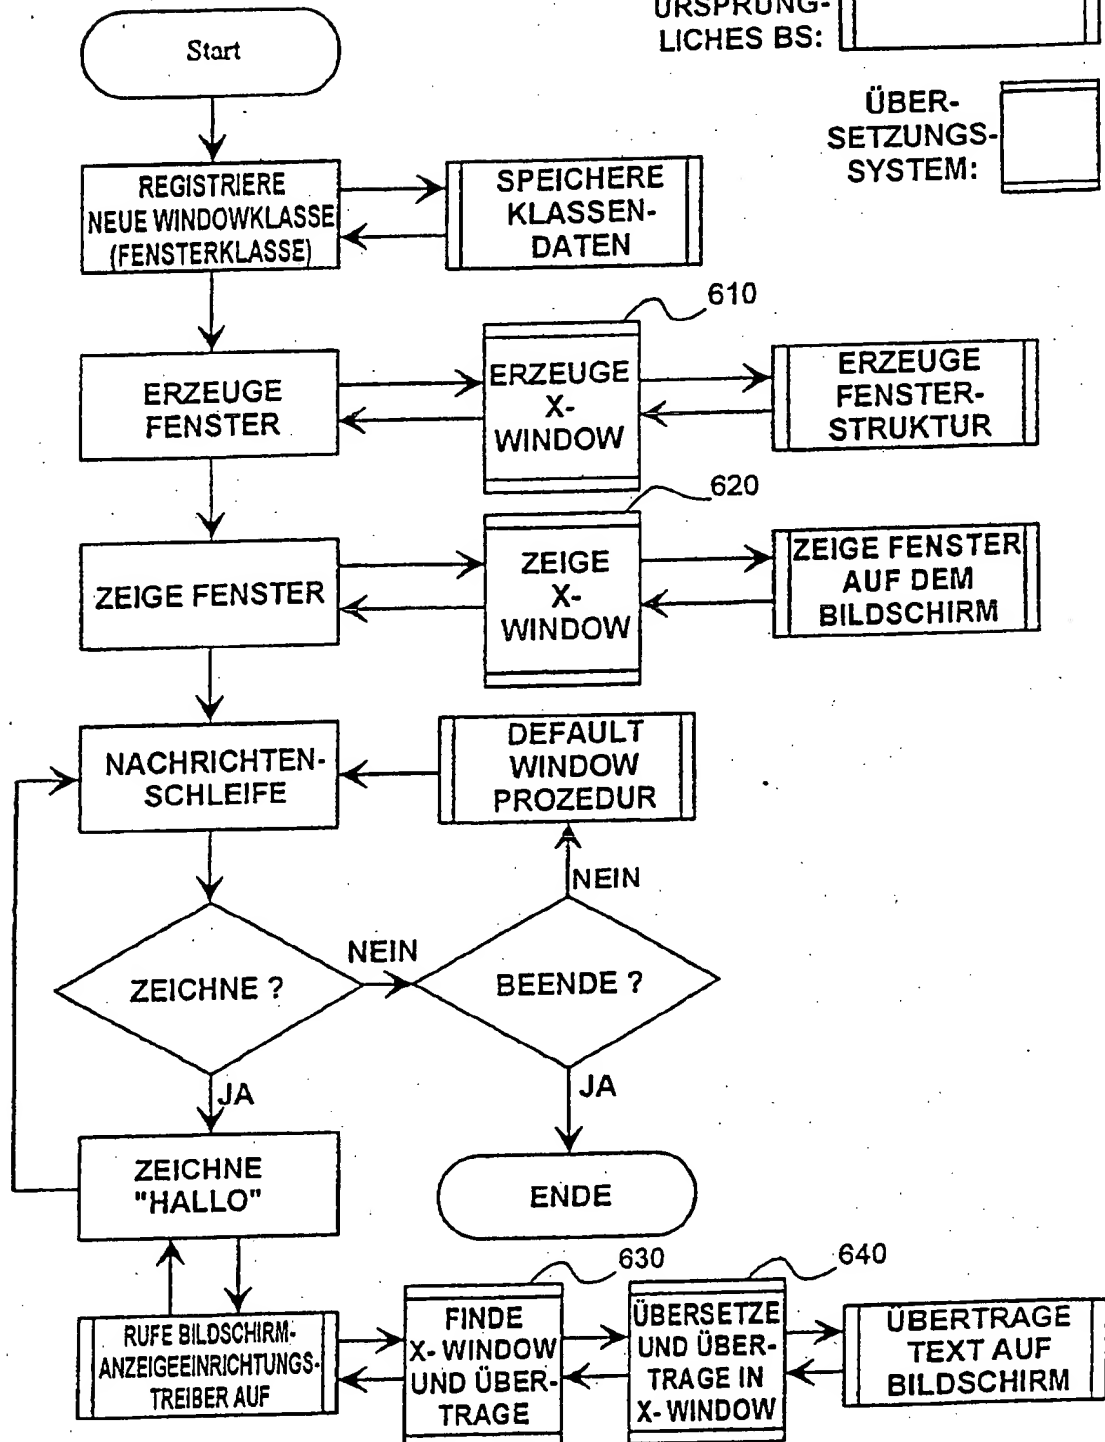 URSPRÜNG-
LICHES BS:
Start
ÜBER-
SETZUNGS-
SYSTEM:
REGISTRIERE
NEUE WINDOWKLASSE
(FENSTERKLASSE)
SPEICHERE
KLASSEN-
DATEN
610
ERZEUGE
FENSTER
ERZEUGE
X-
WINDOW
ERZEUGE
FENSTER-
STRUKTUR
620
ZEIGE FENSTER
ZEIGE
X-
WINDOW
ZEIGE FENSTER
AUF DEM
BILDSCHIRM
NACHRICHTEN-
SCHLEIFE
DEFAULT
WINDOW
PROZEDUR
NEIN
ZEICHNE ?
NEIN
BEENDE ?
JA
JA
ZEICHNE
"HALLO"
ENDE
630
640
RUFE BILDSCHIRM-
ANZEIGEEINRICHTUNGS-
TREIBER AUF
FINDE
X- WINDOW
UND ÜBER-
TRAGE
ÜBERSETZE
UND ÜBER-
TRAGE IN
X- WINDOW
ÜBERTRAGE
TEXT AUF
BILDSCHIRM